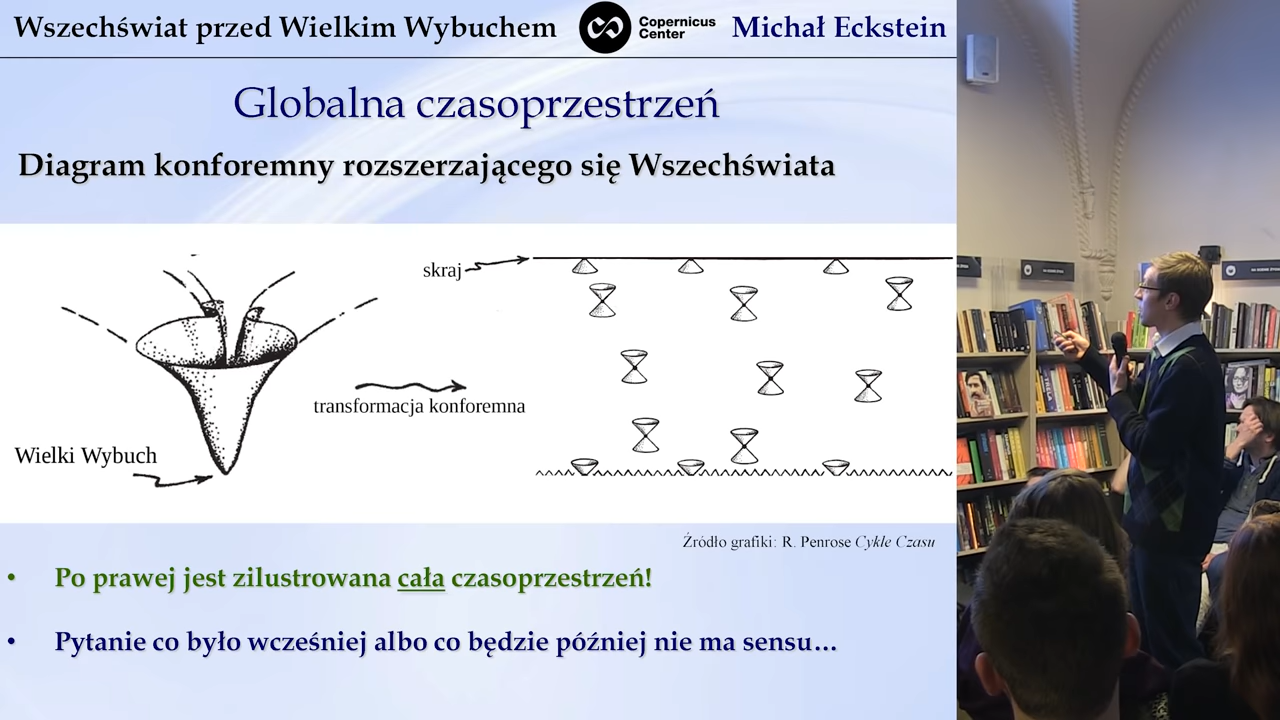 Wszechświat przed Wielkim Wybuchem
Copernicus
Center
Michał Eckstein
Globalna czasoprzestrzeń
Diagram konforemny rozszerzającego się Wszechświata
skraj
transformacja konforemna
Wielki Wybuch
Źródło grafiki: R. Penrose Cykle Czasu
• Po prawej jest zilustrowana cała czasoprzestrzeń!
• Pytanie co było wcześniej albo co będzie później nie ma sensu…